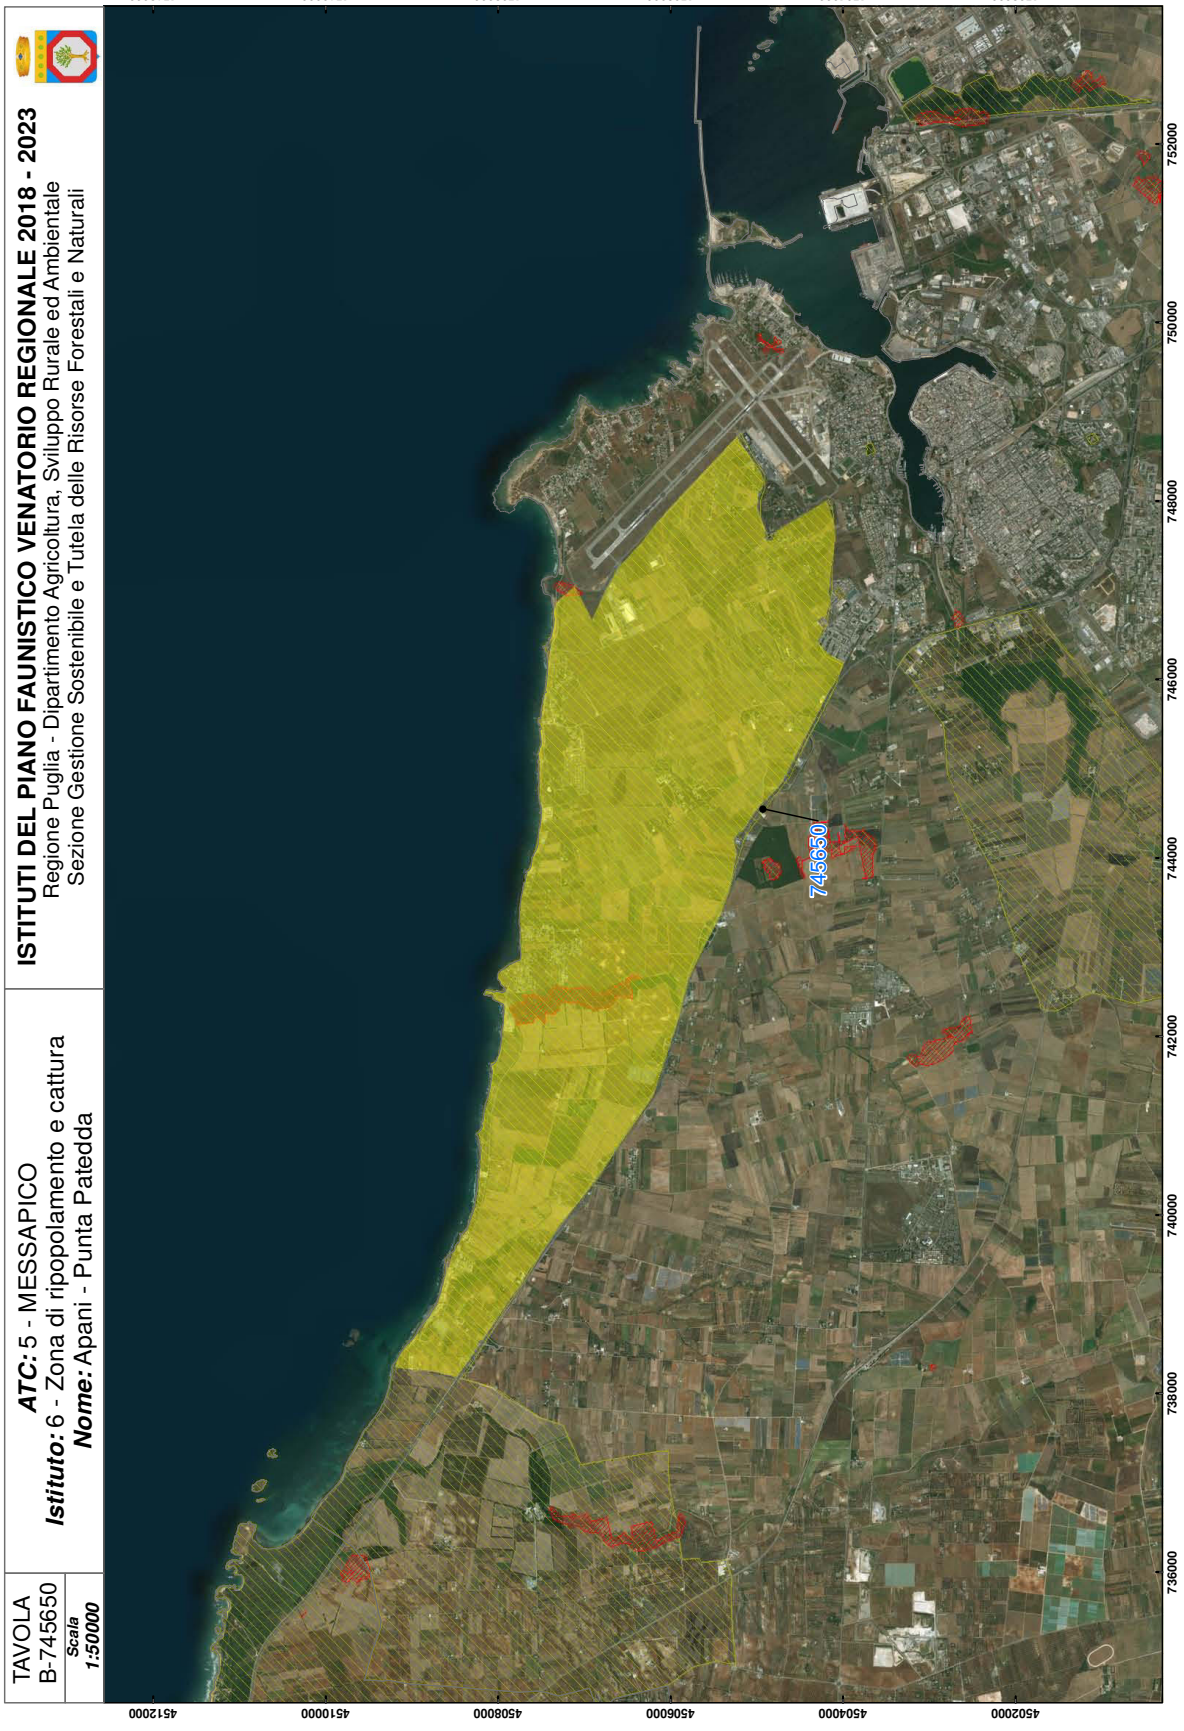 TAVOLA
B-745650
Scala
1:50000
ATC: 5 - MESSAPICO
Istituto: 6 - Zona di ripopolamento e cattura
Nome: Apani - Punta Patedda
ISTITUTI DEL PIANO FAUNISTICO VENATORIO REGIONALE 2018 - 2023
Regione Puglia - Dipartimento Agricoltura, Sviluppo Rurale ed Ambientale
Sezione Gestione Sostenibile e Tutela delle Risorse Forestali e Naturali
4512000
4510000
4508000
4506000
4504000
4502000
745650
736000
738000
740000
742000
744000
746000
748000
750000
752000